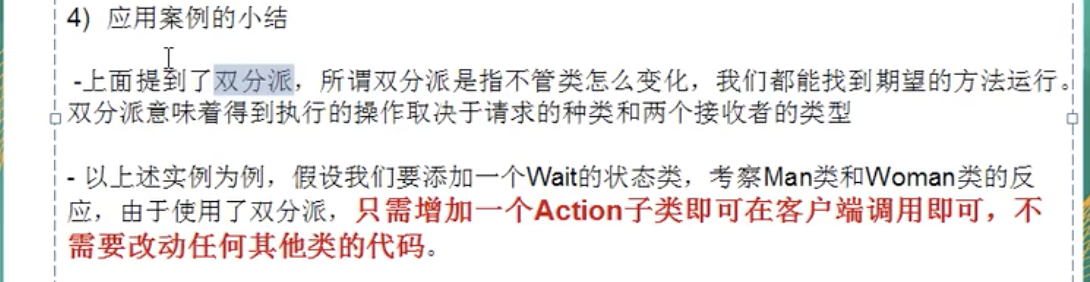 4) 应用案例的小结
-上面提到了双分派，所谓双分派是指不管类怎么变化，我们都能找到期望的方法运行。
双分派意味着得到执行的操作取决于请求的种类和两个接收者的类型
- 以上述实例为例，假设我们要添加一个Wait的状态类，考察Man类和Woman类的反
应，由于使用了双分派，只需增加一个Action子类即可在客户端调用即可，不
需要改动任何其他类的代码。